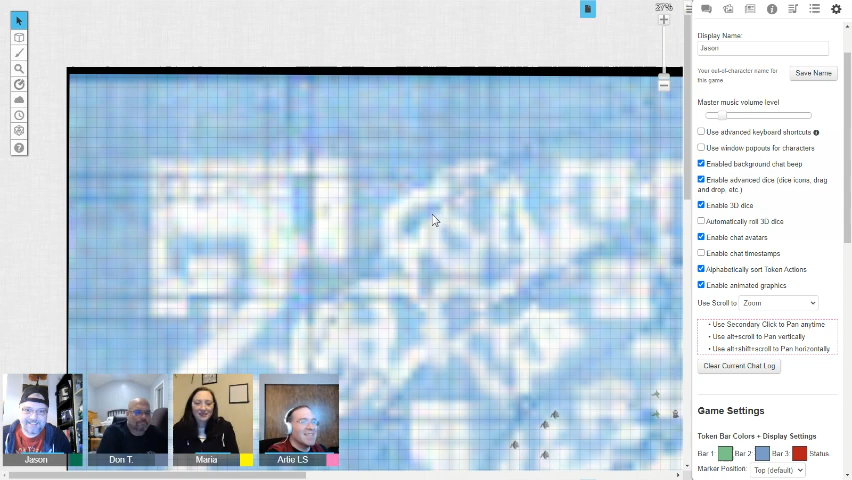 27%
Display Name:
Jason
Your out-of-character name for
this game
Save Name
Master music volume level
Use advanced keyboard shortcuts
Use window popouts for characters
Enabled background chat beep
Enable advanced dice (dice icons, drag
and drop, etc.)
Enable 3D dice
Automatically roll 3D dice
Enable chat avatars
Enable chat timestamps
Alphabetically sort Token Actions
Enable animated graphics
Use Scroll to Zoom
• Use Secondary Click to Pan anytime
• Use alt+scroll to Pan vertically
• Use alt+shift+scroll to Pan horizontally
Clear Current Chat Log
Game Settings
Token Bar Colors + Display Settings
Bar 1: Bar 2: Bar 3: Status
Marker Position: Top (default)
Jason
Don T.
Maria
Artie LS